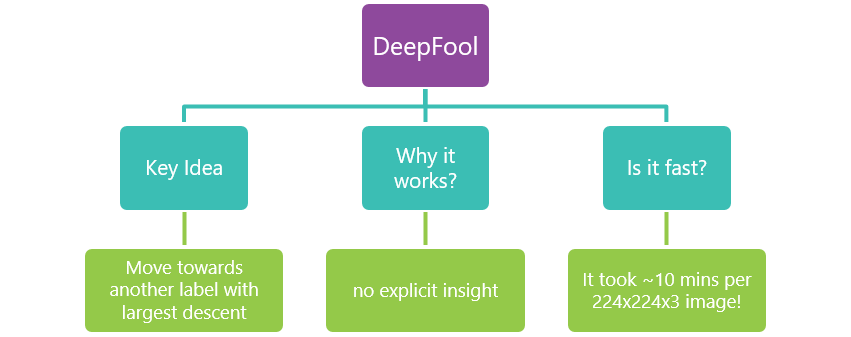 DeepFool
Key Idea
Why it
works?
Is it fast?
Move towards
another label with
largest descent
no explicit insight
It took ~10 mins per
224x224x3 image!